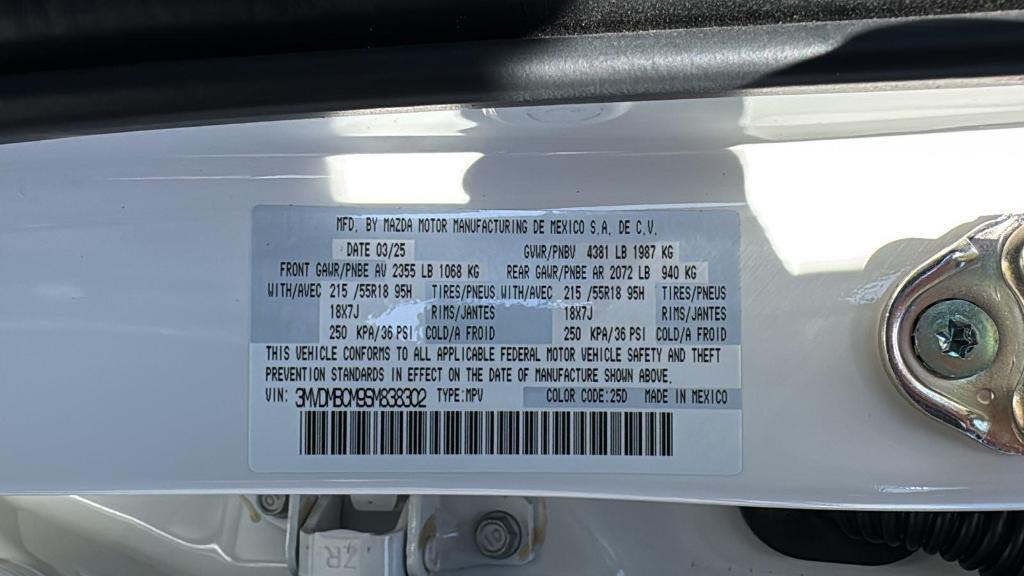 MFD. BY MAZDA MOTOR MANUFACTURING DE MEXICO S.A. DE C.V.
DATE 03/25 GVWR/PNBV 4381 LB 1987 KG
FRONT GAWR/PNBE AV 2355 LB 1068 KG REAR GAWR/PNBE AR 2072 LB 940 KG
WITH/AVEC 215 /55R18 95H TIRES/PNEUS WITH/AVEC 215 /55R18 95H TIRES/PNEUS
18X7J RIMS/JANTES 18X7J RIMS/JANTES
250 KPA/36 PSI COLD/A FROID 250 KPA/36 PSI COLD/A FROID
THIS VEHICLE CONFORMS TO ALL APPLICABLE FEDERAL MOTOR VEHICLE SAFETY AND THEFT
PREVENTION STANDARDS IN EFFECT ON THE DATE OF MANUFACTURE SHOWN ABOVE.
VIN: 3MVDMBCM9SM838302 TYPE:MPV COLOR CODE:25D MADE IN MEXICO
ZR